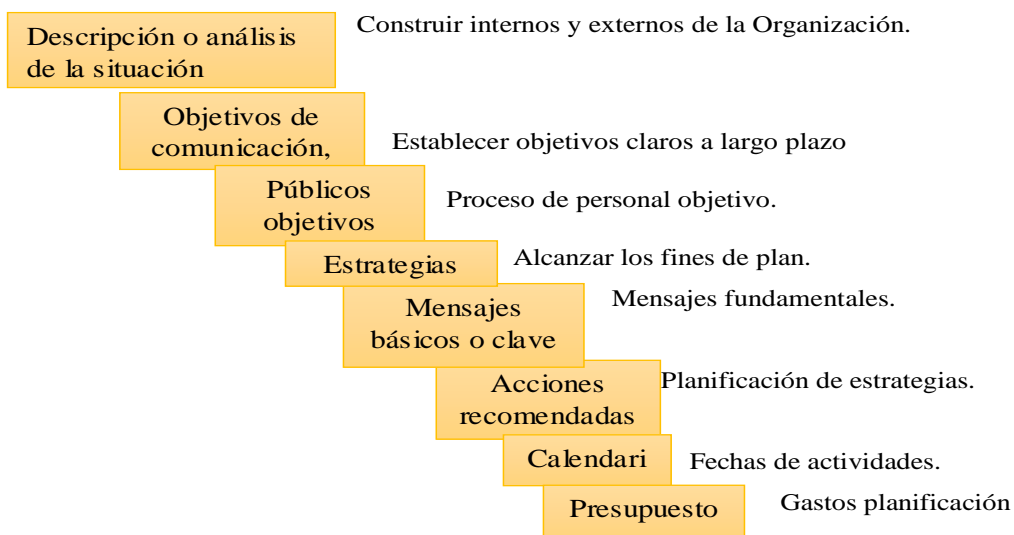 Construir internos y externos de la Organización.
Descripción o análisis
de la situación
Objetivos de
comunicación,
Establecer objetivos claros a largo plazo
Públicos
objetivos
Proceso de personal objetivo.
Estrategias
Alcanzar los fines de plan.
Mensajes
básicos o clave
Mensajes fundamentales.
Acciones
recomendadas
Planificación de estrategias.
Calendari
Fechas de actividades.
Presupuesto
Gastos planificación